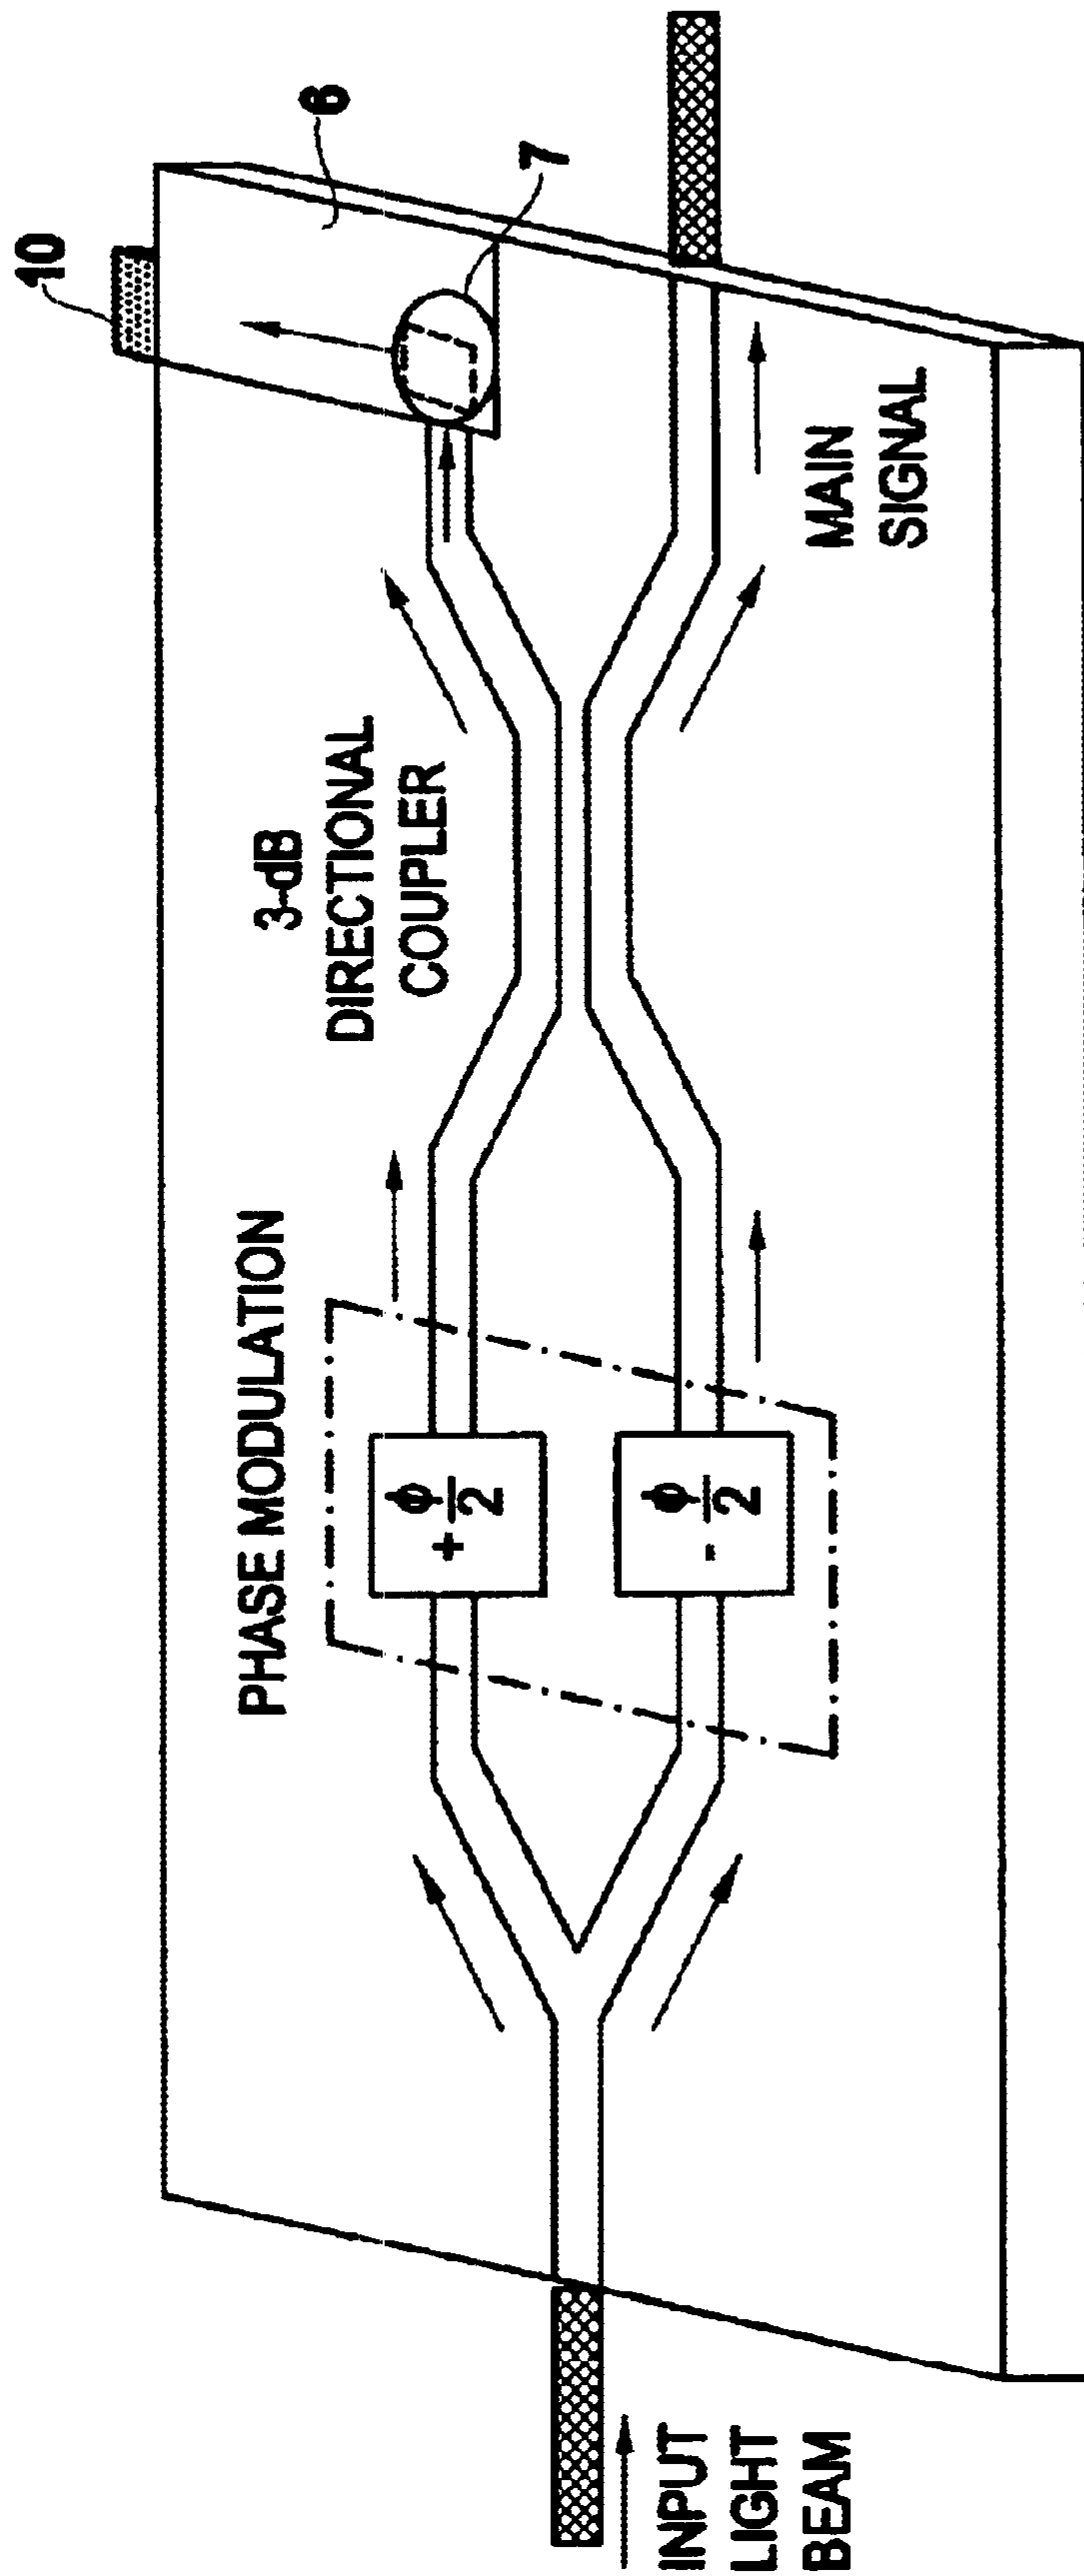 10
6
7
3-dB
DIRECTIONAL
COUPLER
PHASE MODULATION
+ ϕ/2
- ϕ/2
MAIN
SIGNAL
INPUT
LIGHT
BEAM